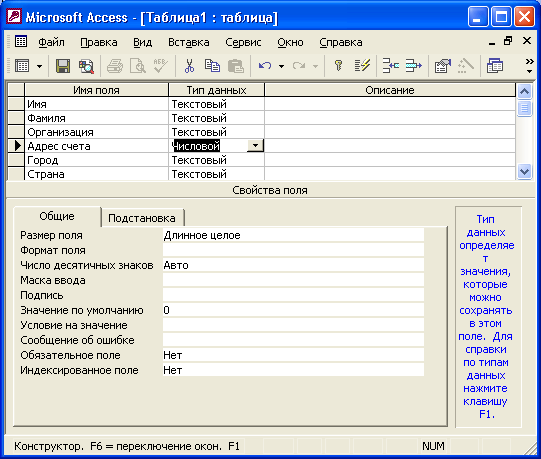 Microsoft Access - [Таблица1 : таблица]
Файл Правка Вид Вставка Сервис Окно Справка
Имя поля Тип данных Описание
Имя Текстовый
Фамиля Текстовый
Организация Текстовый
Адрес счета Числовой
Город Текстовый
Страна Текстовый
Свойства поля
Общие Подстановка
Размер поля Длинное целое
Формат поля
Число десятичных знаков Авто
Маска ввода
Подпись
Значение по умолчанию 0
Условие на значение
Сообщение об ошибке
Обязательное поле Нет
Индексированное поле Нет
Тип
данных
определяе
т
значения,
которые
можно
сохранять
в этом
поле. Для
справки
по типам
данных
нажмите
клавишу
F1.
Конструктор. F6 = переключение окон. F1 NUM